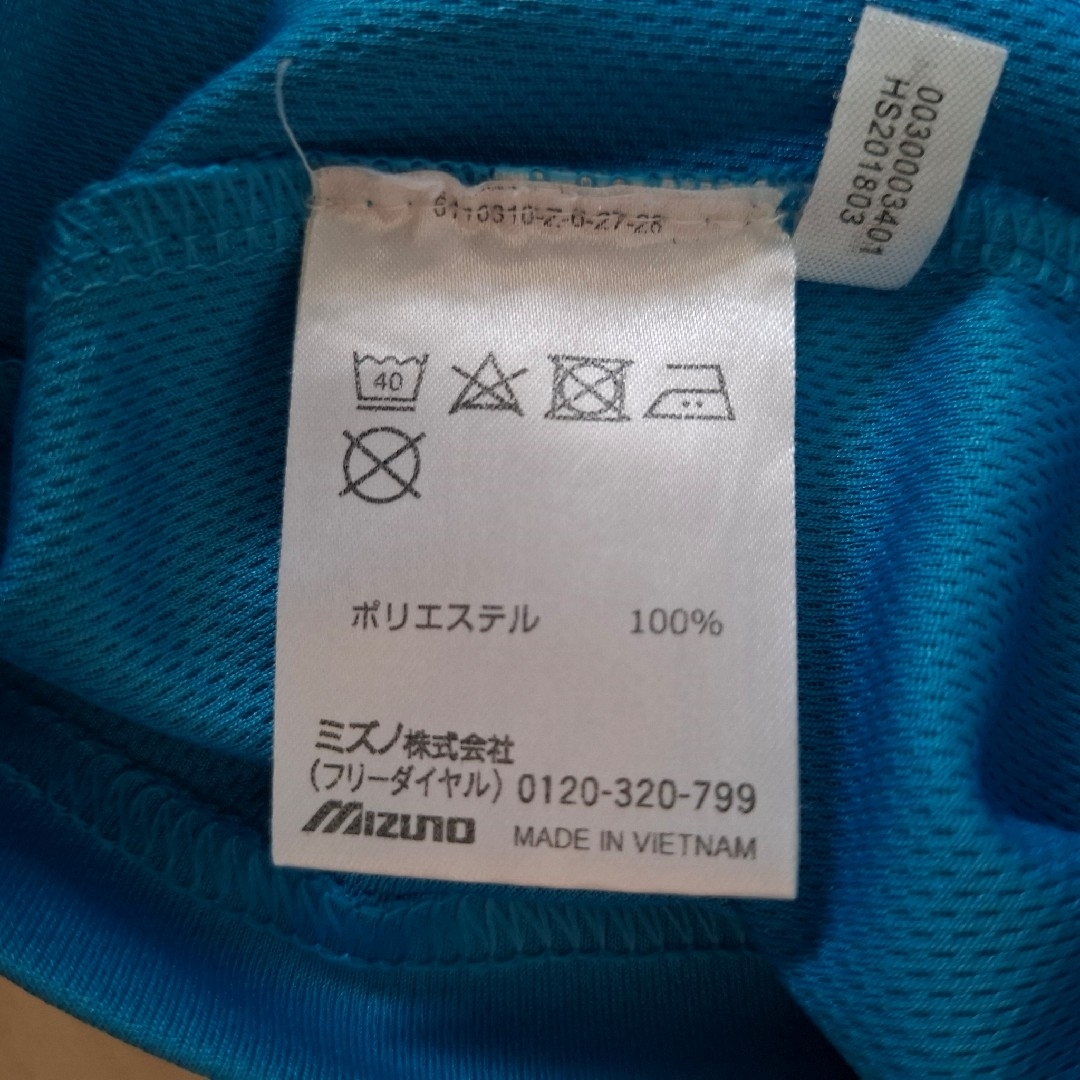 0030003401
HS201803
40
ポリエステル 100%
ミズノ株式会社
(フリーダイヤル) 0120-320-799
MIZUNO MADE IN VIETNAM